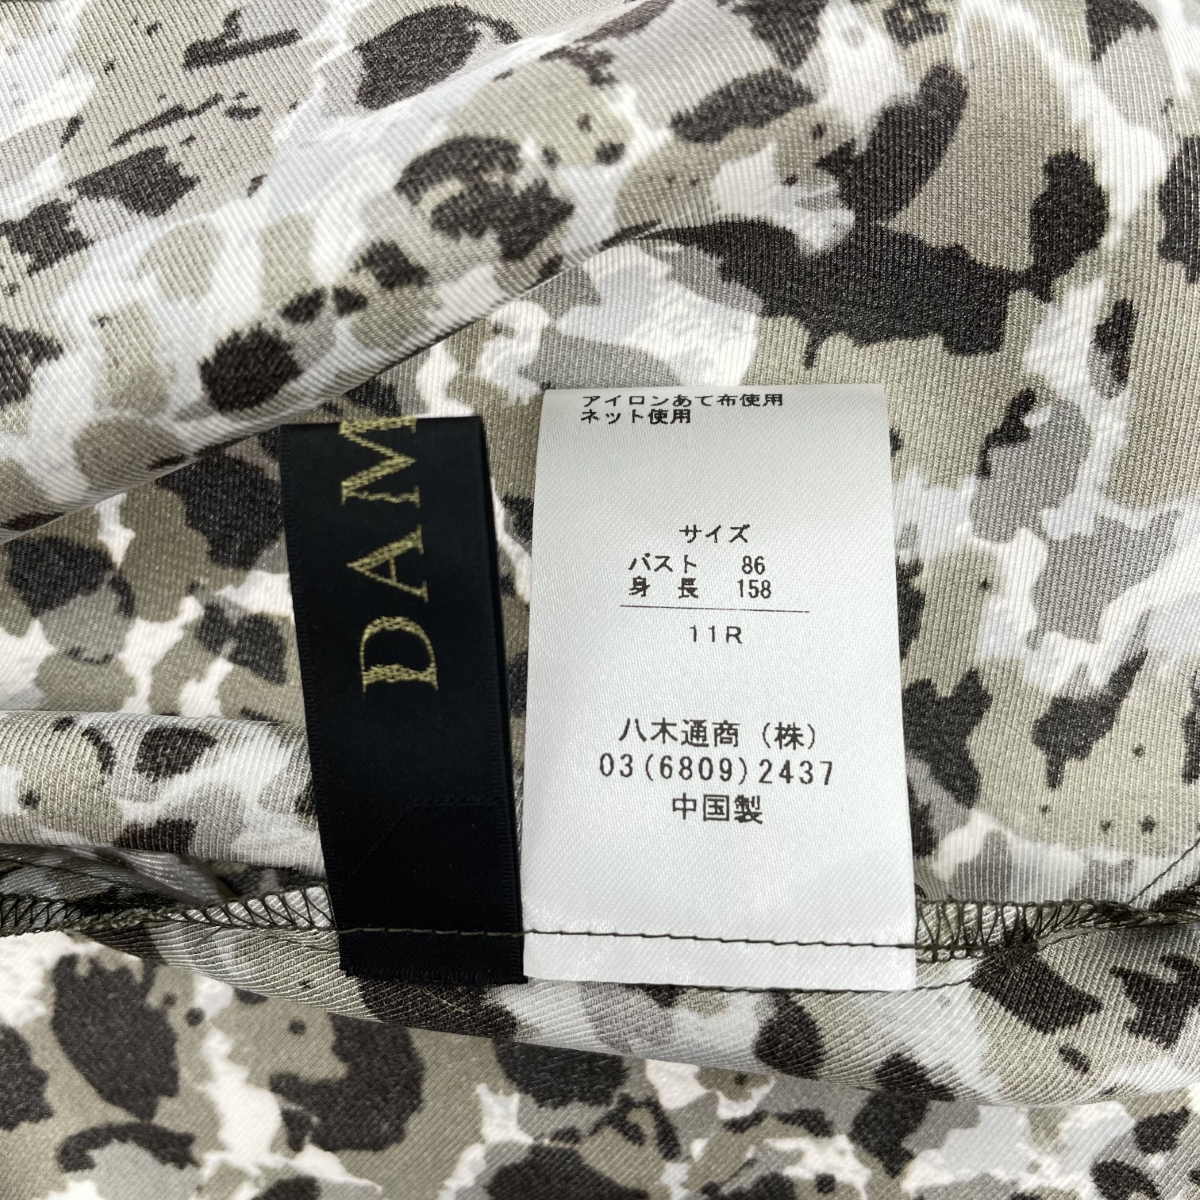 DAM
アイロンあて布使用
ネット使用
サイズ
バスト 86
身長 158
11R
八木通商(株)
03(6809)2437
中国製